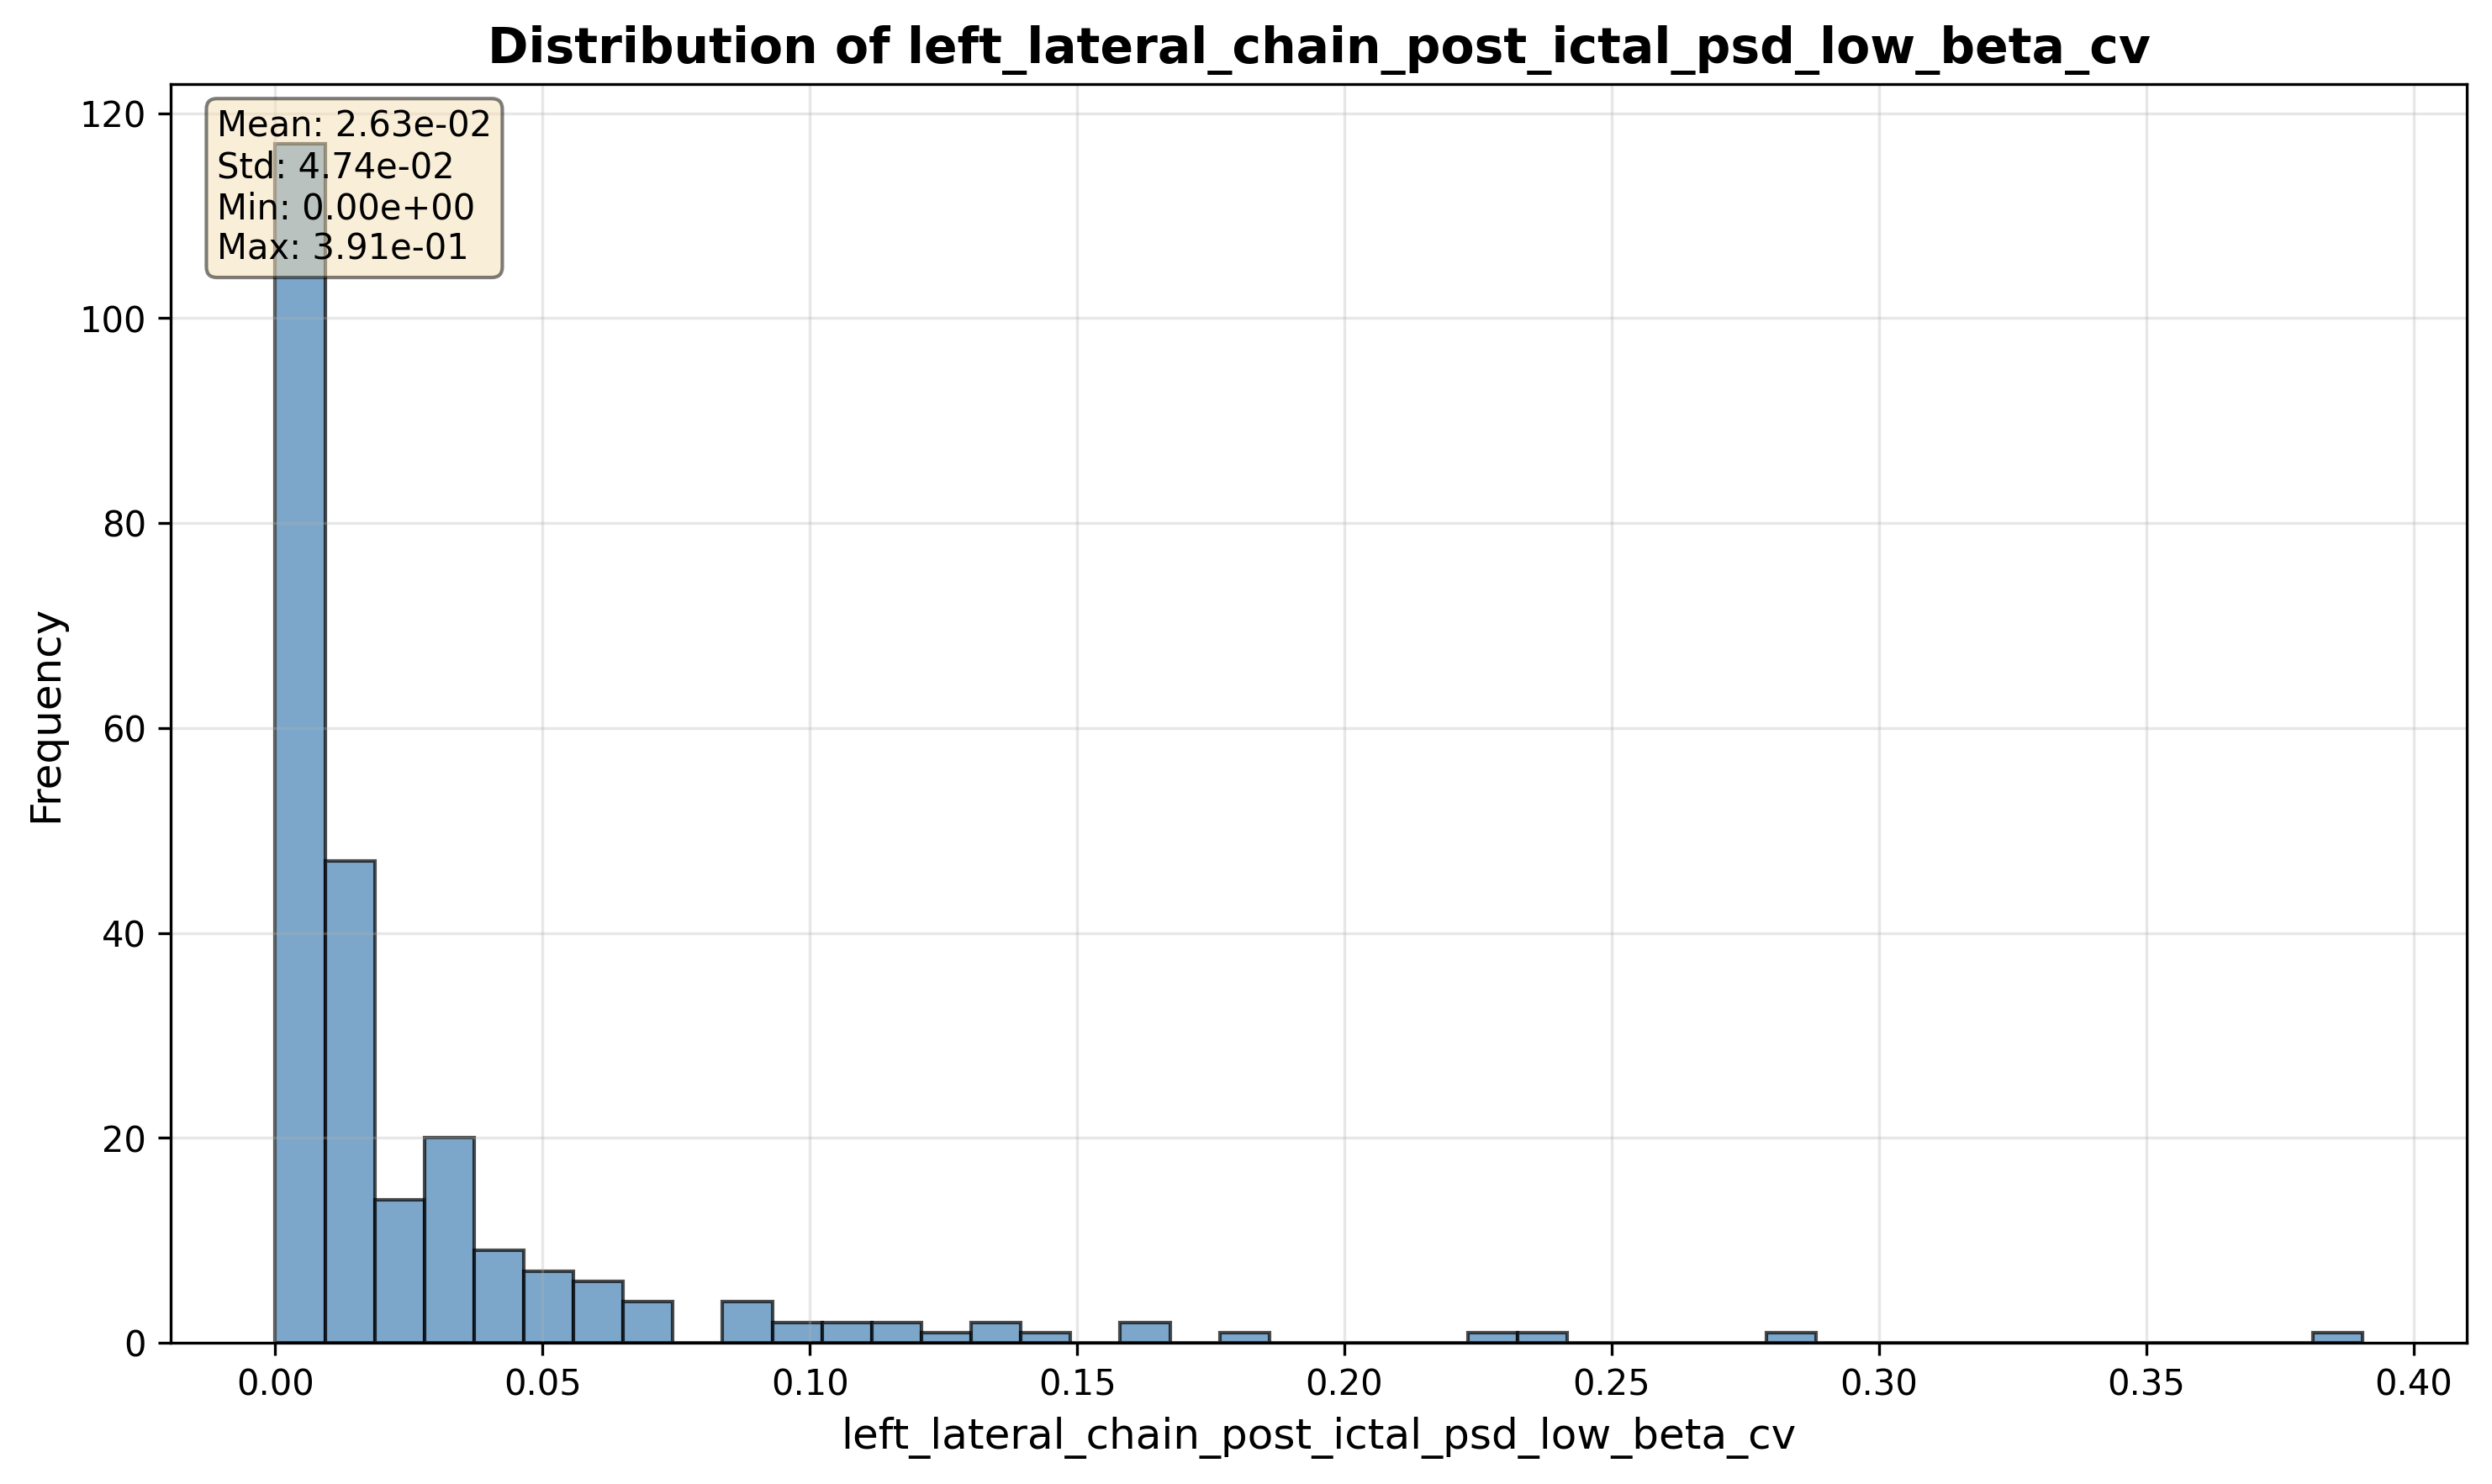 Distribution of left_lateral_chain_post_ictal_psd_low_beta_cv
Mean: 2.63e-02
Std: 4.74e-02
Min: 0.00e+00
Max: 3.91e-01
120
100
80
60
40
20
0
Frequency
0.00 0.05 0.10 0.15 0.20 0.25 0.30 0.35 0.40
left_lateral_chain_post_ictal_psd_low_beta_cv